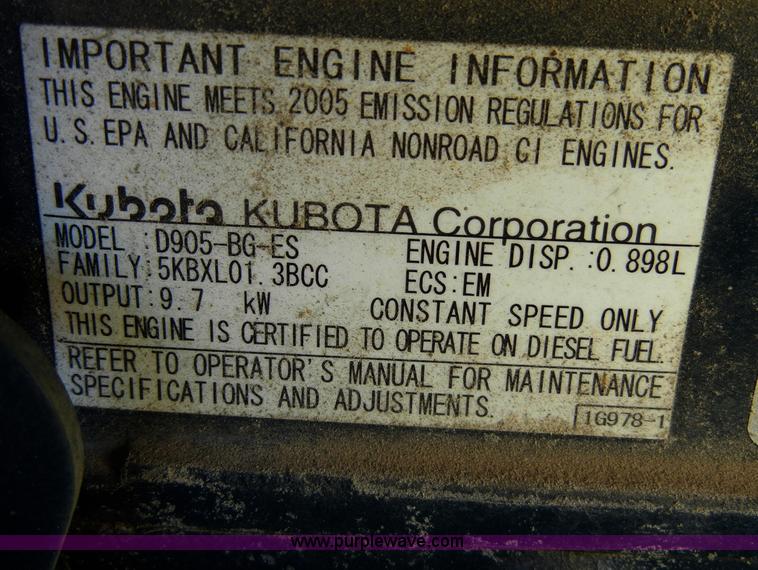 IMPORTANT ENGINE INFORMATION
THIS ENGINE MEETS 2005 EMISSION REGULATIONS FOR
U.S. EPA AND CALIFORNIA NONROAD CI ENGINES.
Kubota KUBOTA Corporation
MODEL :D905-BG-ES ENGINE DISP.:0.898L
FAMILY:5KBXL01.3BCC ECS:EM
OUTPUT:9.7 kW CONSTANT SPEED ONLY
THIS ENGINE IS CERTIFIED TO OPERATE ON DIESEL FUEL.
REFER TO OPERATOR'S MANUAL FOR MAINTENANCE
SPECIFICATIONS AND ADJUSTMENTS.
1G978-1
www.purplewave.com